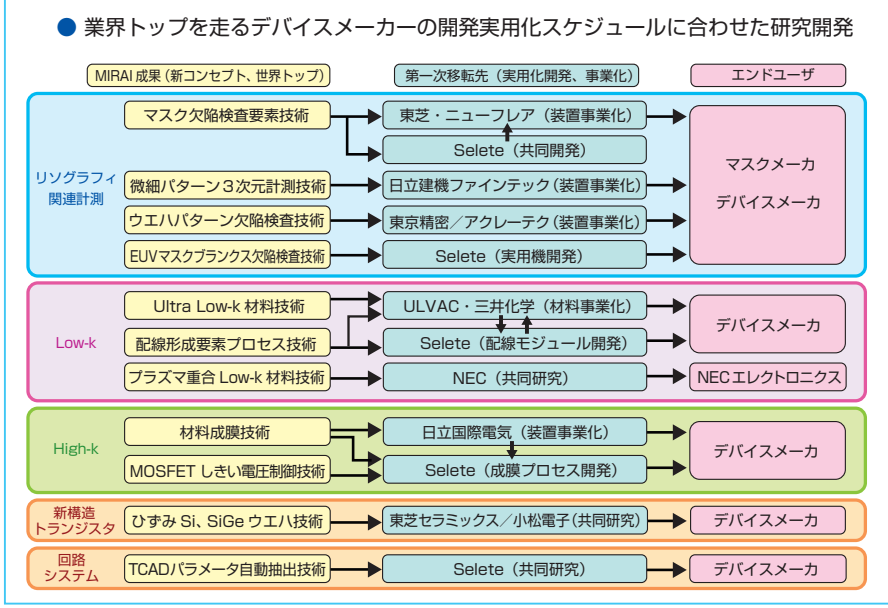 ● 業界トップを走るデバイスメーカーの開発実用化スケジュールに合わせた研究開発
MIRAI 成果（新コンセプト、世界トップ）
第一次移転先（実用化開発、事業化）
エンドユーザ
リソグラフィ
関連計測
マスク欠陥検査要素技術
東芝・ニューフレア（装置事業化）
Selete（共同開発）
微細パターン３次元計測技術
日立建機ファインテック（装置事業化）
ウエハパターン欠陥検査技術
東京精密／アクレーテク（装置事業化）
EUVマスクブランクス欠陥検査技術
Selete（実用機開発）
マスクメーカ
デバイスメーカ
Low-k
Ultra Low-k 材料技術
ULVAC・三井化学（材料事業化）
配線形成要素プロセス技術
Selete（配線モジュール開発）
デバイスメーカ
プラズマ重合 Low-k 材料技術
NEC（共同研究）
NECエレクトロニクス
High-k
材料成膜技術
日立国際電気（装置事業化）
MOSFET しきい電圧制御技術
Selete（成膜プロセス開発）
デバイスメーカ
新構造
トランジスタ
ひずみ Si、SiGe ウエハ技術
東芝セラミックス／小松電子（共同研究）
デバイスメーカ
回路
システム
TCADパラメータ自動抽出技術
Selete（共同研究）
デバイスメーカ